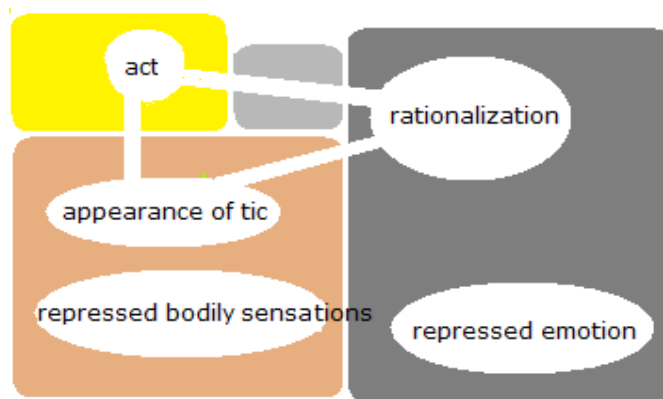 act
rationalization
appearance of tic
repressed bodily sensations
repressed emotion